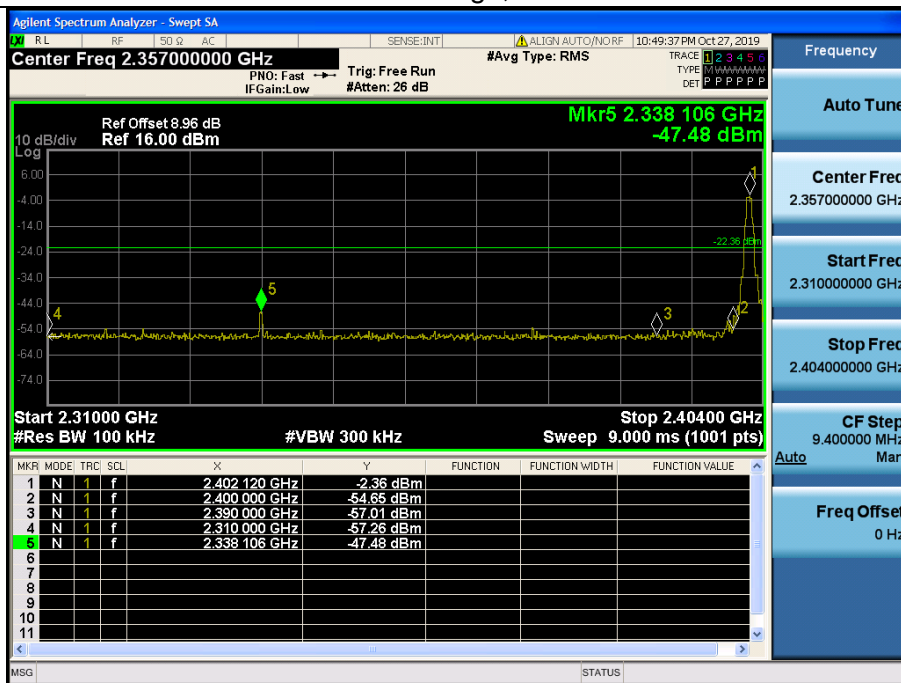 Agilent Spectrum Analyzer - Swept SA
LXI RL RF 50 Ω AC SENSE:INT ALIGN AUTO/NO RF 10:49:37 PM Oct 27, 2019
Center Freq 2.357000000 GHz
PNO: Fast
IFGain:Low
Trig: Free Run
#Atten: 26 dB
#Avg Type: RMS
TRACE 1 2 3 4 5 6
TYPE M WWWWW
DET P P P P P P
Mkr5 2.338 106 GHz
-47.48 dBm
Ref Offset 8.96 dB
10 dB/div Ref 16.00 dBm
Log
6.00
-4.00
-14.0
-24.0
-34.0
-44.0
-54.0
-64.0
-74.0
1
-22.36 dBm
5
4
3
2
Start 2.31000 GHz Stop 2.40400 GHz
#Res BW 100 kHz #VBW 300 kHz Sweep 9.000 ms (1001 pts)
MKR MODE TRC SCL X Y FUNCTION FUNCTION WIDTH FUNCTION VALUE
1 N 1 f 2.402 120 GHz -2.36 dBm
2 N 1 f 2.400 000 GHz -54.65 dBm
3 N 1 f 2.390 000 GHz -57.01 dBm
4 N 1 f 2.310 000 GHz -57.26 dBm
5 N 1 f 2.338 106 GHz -47.48 dBm
6
7
8
9
10
11
MSG STATUS
Frequency
Auto Tune
Center Freq
2.357000000 GHz
Start Freq
2.310000000 GHz
Stop Freq
2.404000000 GHz
CF Step
9.400000 MHz
Auto Man
Freq Offset
0 Hz